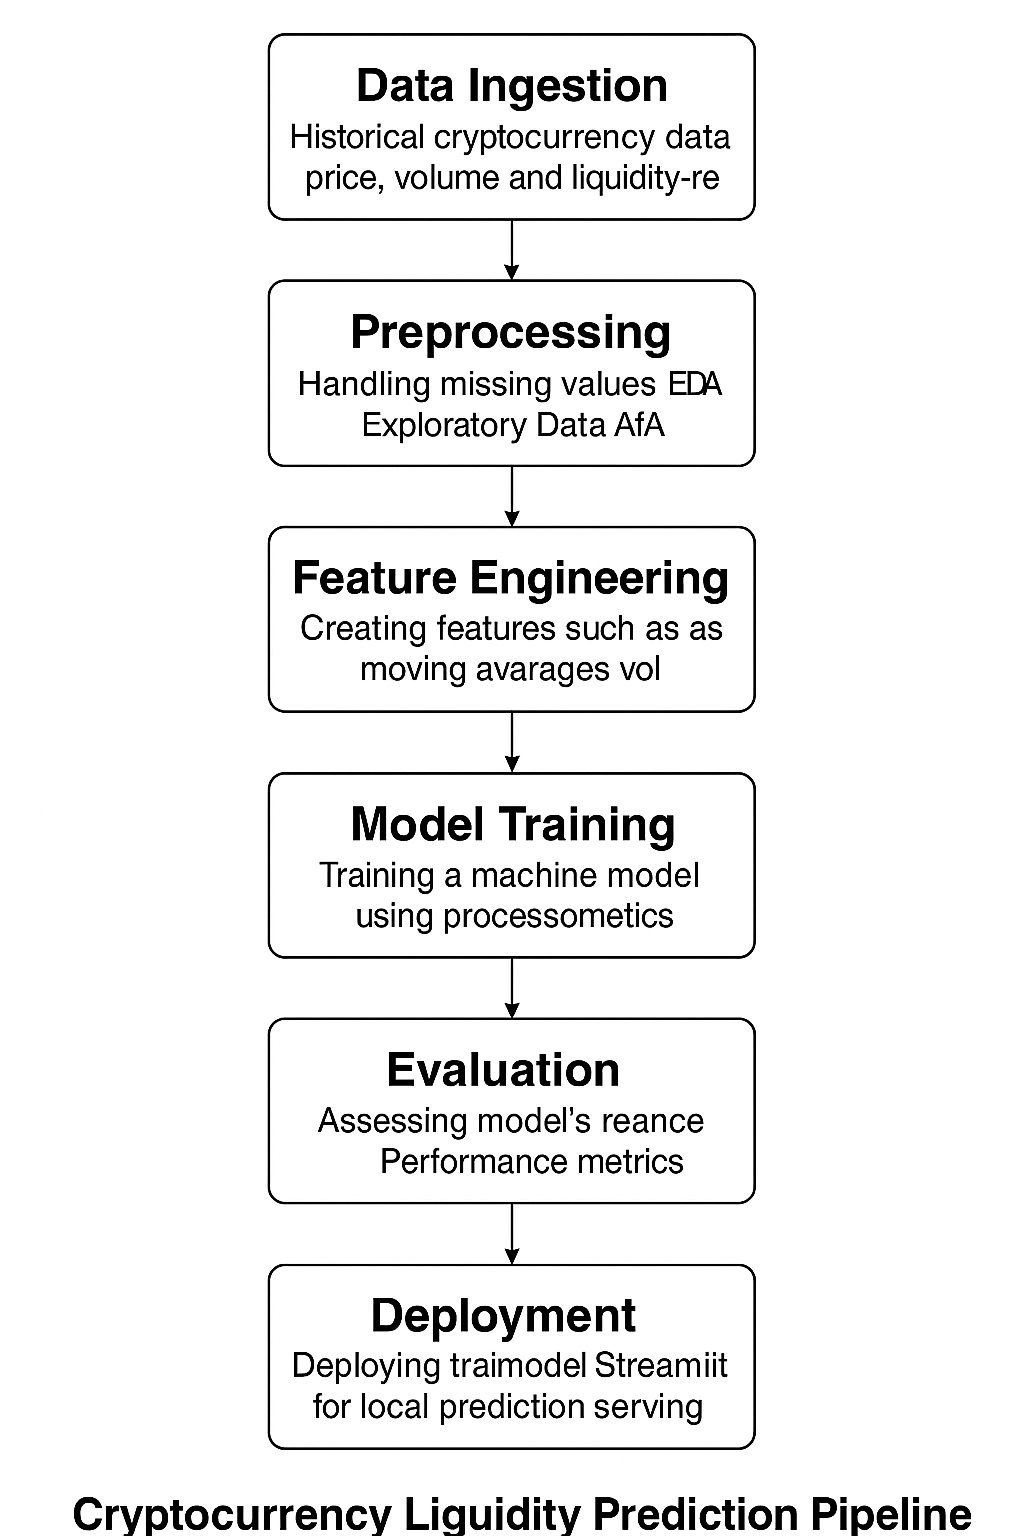 Data Ingestion
Historical cryptocurrency data
price, volume and liquidity-re
Preprocessing
Handling missing values EDA
Exploratory Data AfA
Feature Engineering
Creating features such as as
moving avarages vol
Model Training
Training a machine model
using processometics
Evaluation
Assessing model's reance
Performance metrics
Deployment
Deploying traimodel Streamiit
for local prediction serving
Cryptocurrency Liguidity Prediction Pipeline